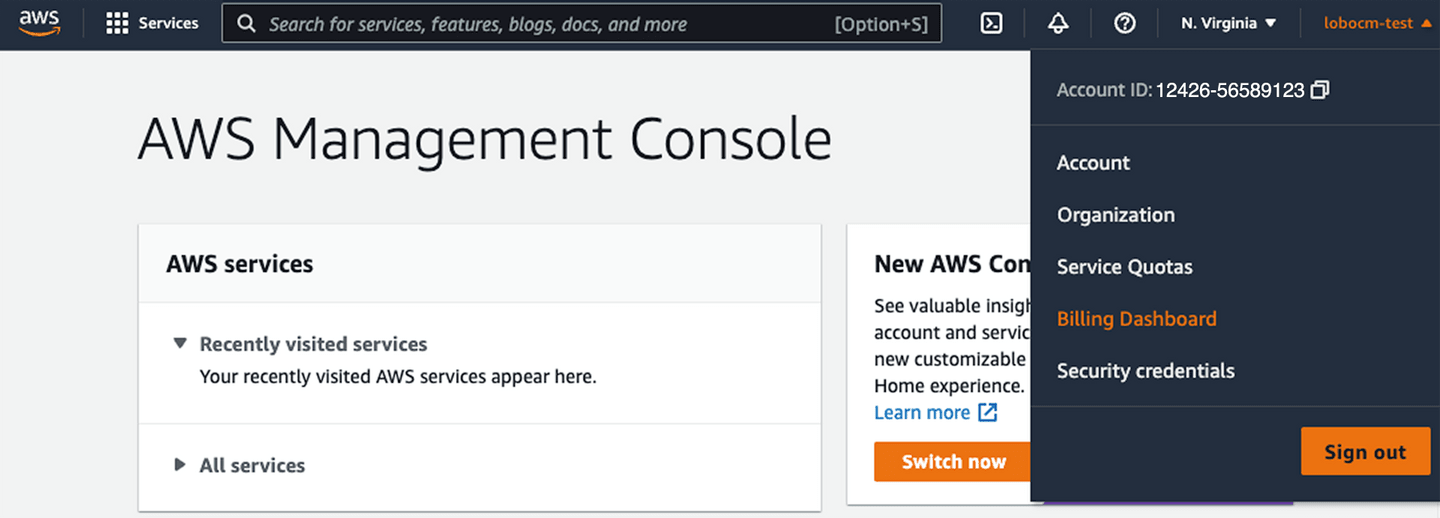 aws
Services
Search for services, features, blogs, docs, and more [Option+S]
N. Virginia
lobocm-test
Account ID: 12426-56589123
Account
Organization
Service Quotas
Billing Dashboard
Security credentials
Sign out
AWS Management Console
AWS services
Recently visited services
Your recently visited AWS services appear here.
All services
New AWS Con
See valuable insigh
account and servic
new customizable
Home experience.
Learn more
Switch now